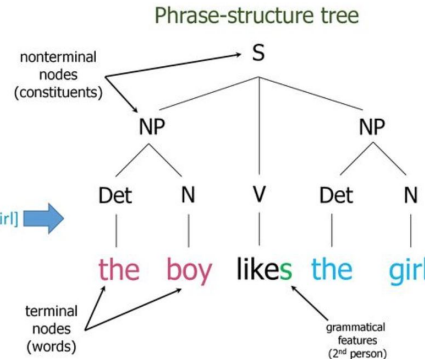 Phrase-structure tree
S
nonterminal
nodes
(constituents)
NP
NP
Det
N
V
Det
N
irl]
the boy likes the girl
terminal
nodes
(words)
grammatical
features
(2nd person)